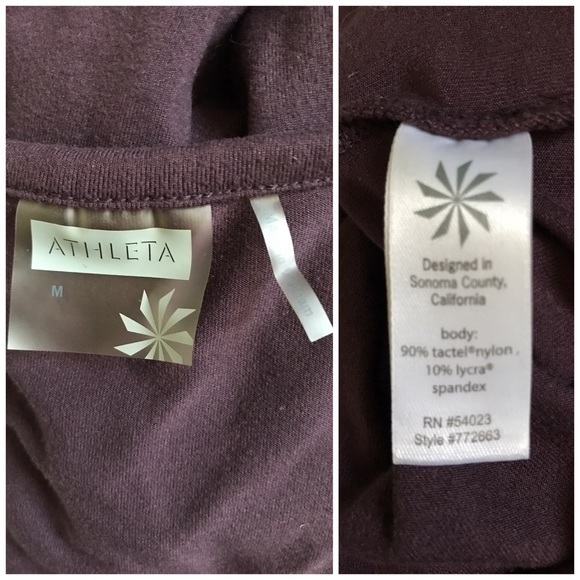 ATHLETA
M
Designed in
Sonoma County,
California
body:
90% tactel®nylon,
10% lycra®
spandex
RN #54023
Style #772663